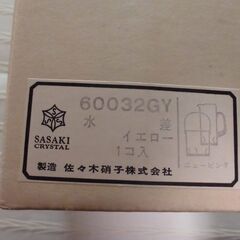 60032GY
水 差
イエロー
1コ入
SASAKI
CRYSTAL
ニューピッチ
製造 佐々木硝子株式会社